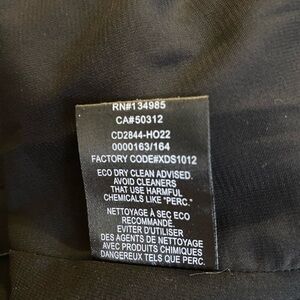 RN#134985
CA#50312
CD2844-HO22
0000163/164
FACTORY CODE#XDS1012
ECO DRY CLEAN ADVISED.
AVOID CLEANERS
THAT USE HARMFUL
CHEMICALS LIKE "PERC."
NETTOYAGE À SEC ECO
RECOMMANDÉ.
EVITER D'UTILISER
DES AGENTS DE NETTOYAGE
AVEC PRODUITS CHIMIQUES
DANGEREUX TELS QUE PERC.